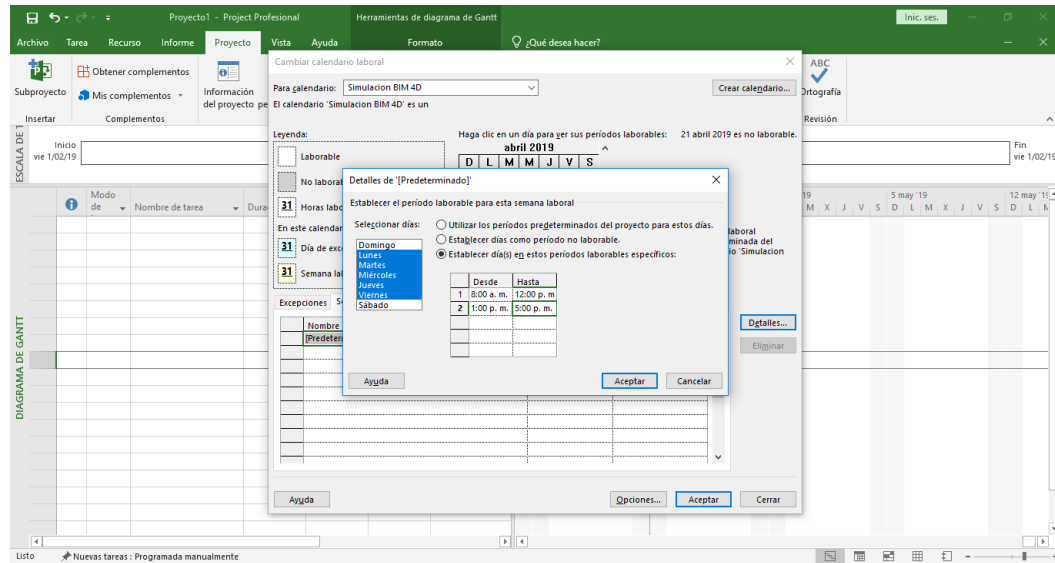 Proyecto1 - Project Profesional
Herramientas de diagrama de Gantt
Inic. ses.
Archivo Tarea Recurso Informe Proyecto Vista Ayuda Formato ¿Qué desea hacer?
Subproyecto
Obtener complementos
Mis complementos
Información
del proyecto pe
Insertar
Complementos
ABC
Ortografía
Revisión
Cambiar calendario laboral
Para calendario: Simulacion BIM 4D
Crear calendario...
El calendario 'Simulacion BIM 4D' es un
Leyenda:
Laborable
No laborab
31 Horas labo
En este calendar
31 Día de exc
31 Semana lal
Haga clic en un día para ver sus períodos laborables:
21 abril 2019 es no laborable.
abril 2019
D L M M J V S
laboral
minada del
io 'Simulacion
Excepciones
Nombre
[Predeter
Detalles...
Eliminar
Ayuda
Opciones...
Aceptar
Cerrar
Detalles de '[Predeterminado]'
Establecer el período laborable para esta semana laboral
Seleccionar días:
Domingo
Lunes
Martes
Miércoles
Jueves
Viernes
Sábado
Utilizar los períodos predeterminados del proyecto para estos días.
Establecer días como período no laborable.
Establecer día(s) en estos períodos laborables específicos:
Desde Hasta
1 8:00 a. m. 12:00 p. m
2 1:00 p. m. 5:00 p. m.
Ayuda
Aceptar
Cancelar
ESCALA DE T
Inicio
vie 1/02/19
Fin
vie 1/02/19
Modo
de
Nombre de tarea
Dura
19
5 may '19
12 may '19
M X J V S D L M X J V S D L M
DIAGRAMA DE GANTT
Listo
Nuevas tareas : Programada manualmente